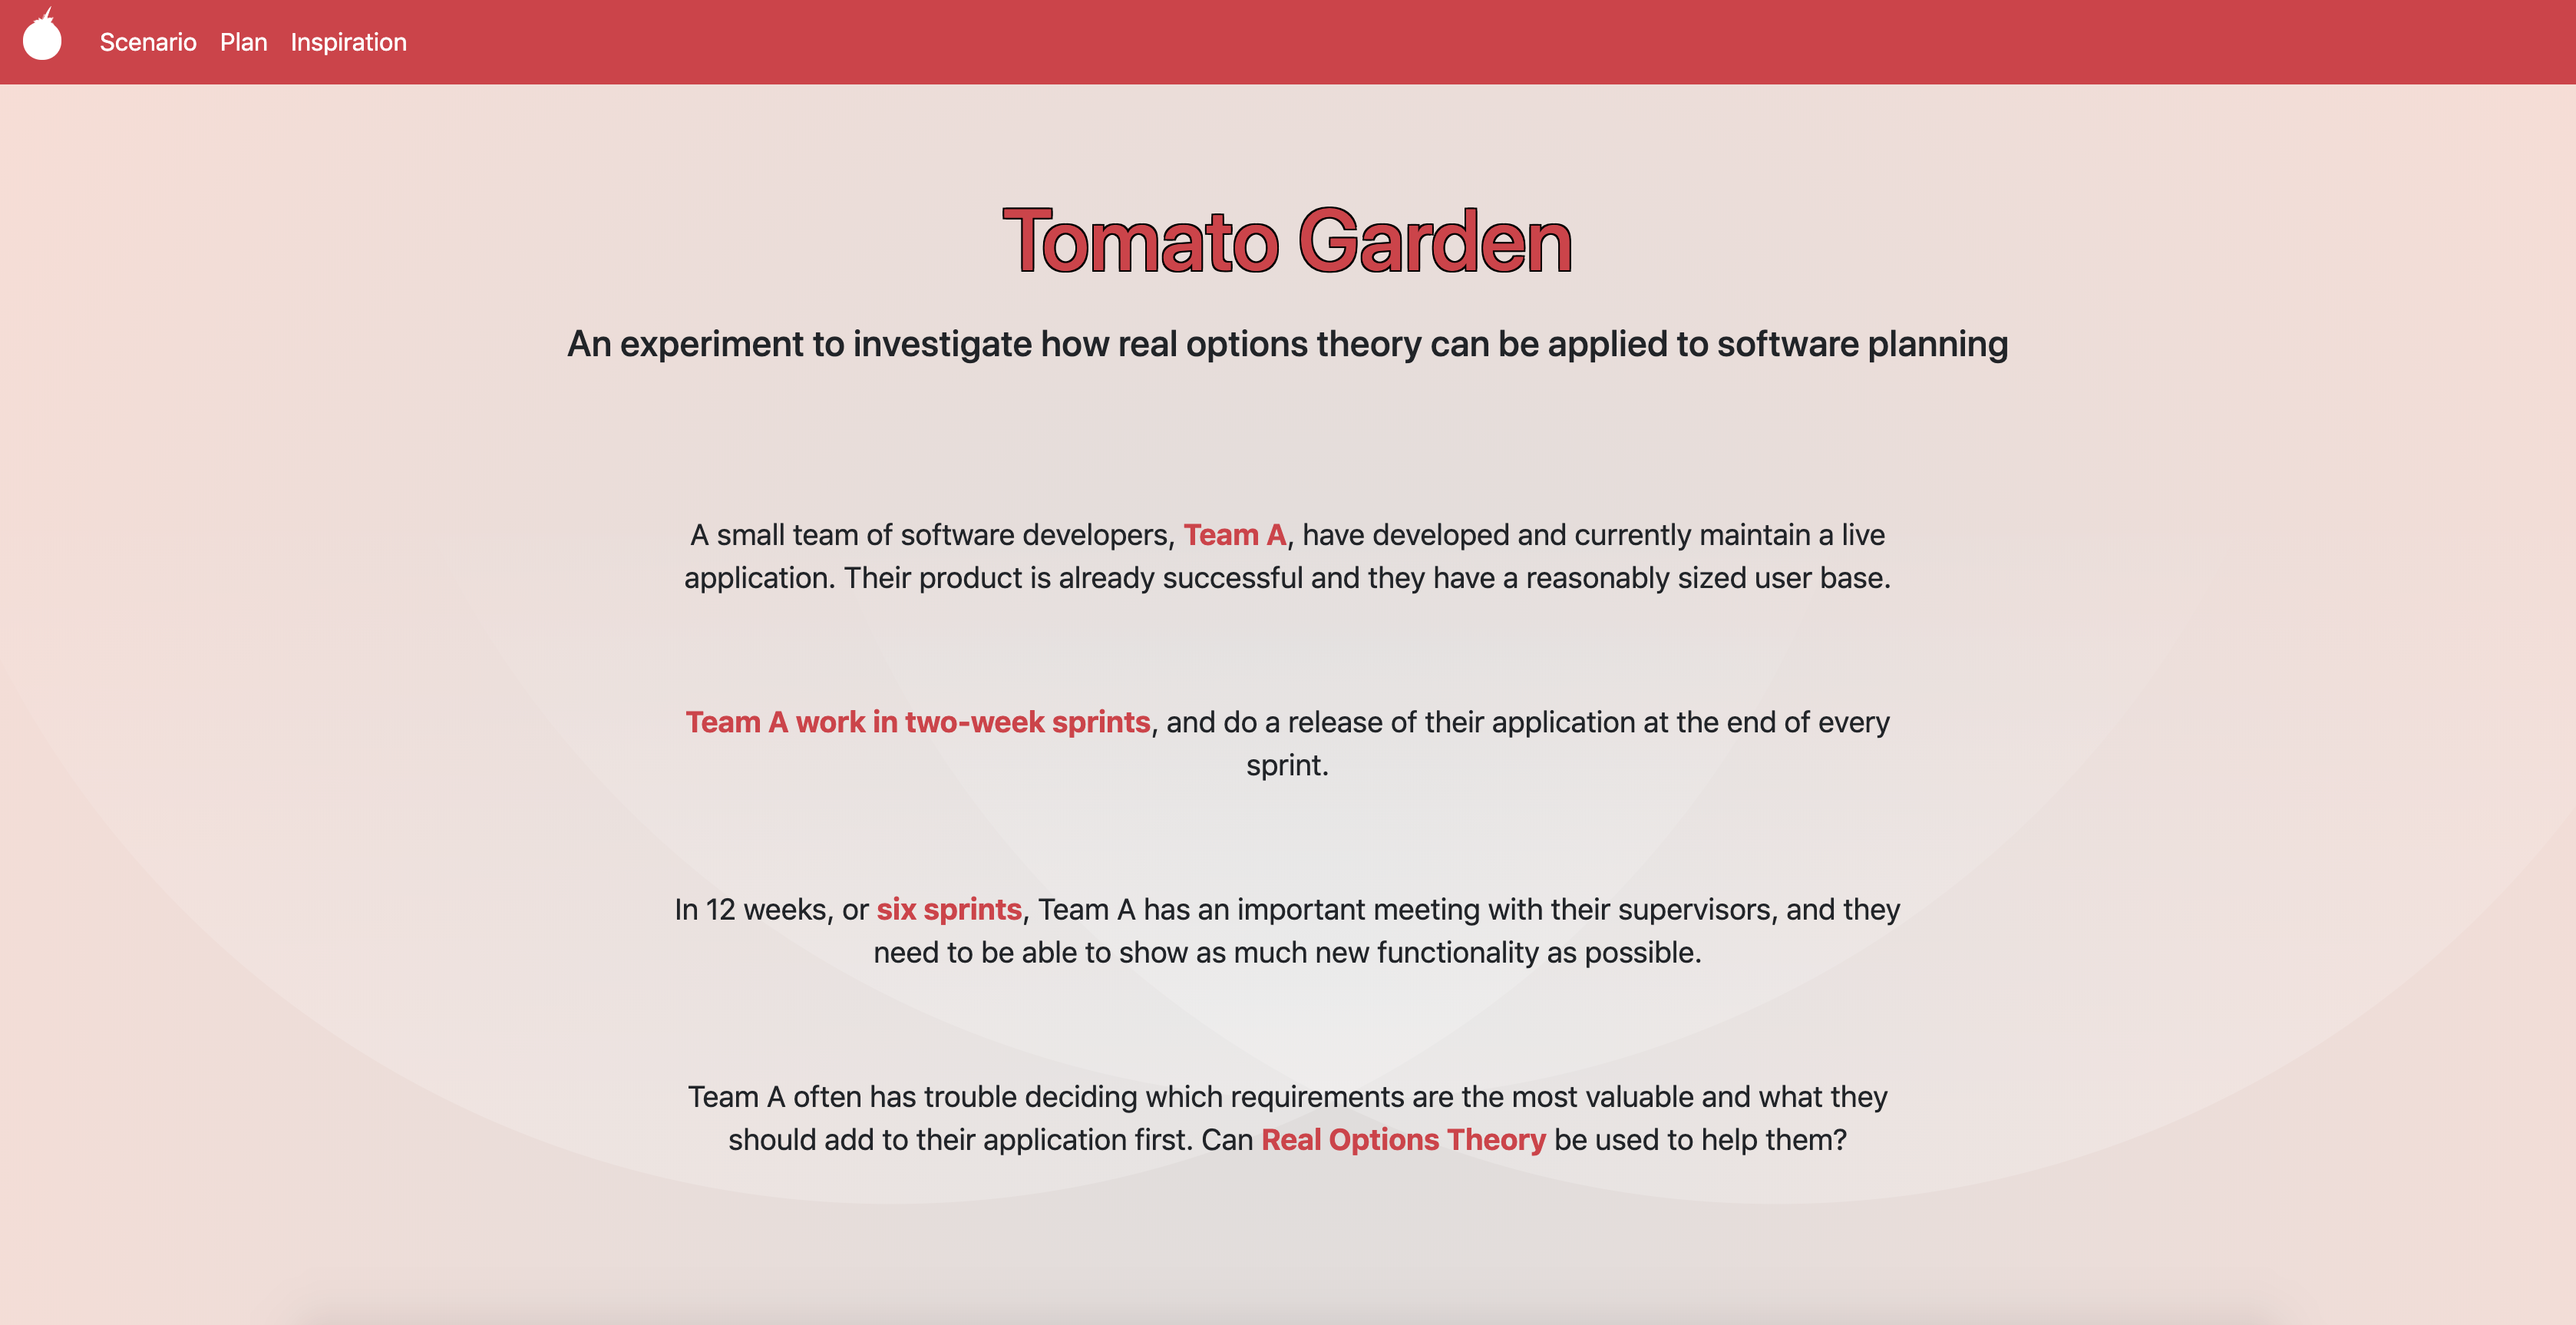 Scenario Plan Inspiration
Tomato Garden
An experiment to investigate how real options theory can be applied to software planning
A small team of software developers, Team A, have developed and currently maintain a live
application. Their product is already successful and they have a reasonably sized user base.
Team A work in two-week sprints, and do a release of their application at the end of every
sprint.
In 12 weeks, or six sprints, Team A has an important meeting with their supervisors, and they
need to be able to show as much new functionality as possible.
Team A often has trouble deciding which requirements are the most valuable and what they
should add to their application first. Can Real Options Theory be used to help them?